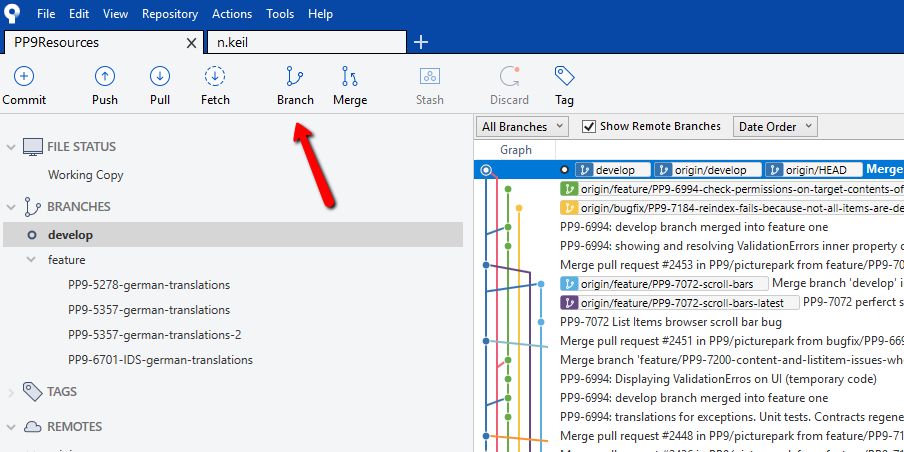 File Edit View Repository Actions Tools Help
PP9Resources n.keil
Commit Push Pull Fetch Branch Merge Stash Discard Tag
All Branches Show Remote Branches Date Order
Graph
FILE STATUS
Working Copy
BRANCHES
develop
feature
PP9-5278-german-translations
PP9-5357-german-translations
PP9-5357-german-translations-2
PP9-6701-IDS-german-translations
TAGS
REMOTES
develop origin/develop origin/HEAD Merge
origin/feature/PP9-6994-check-permissions-on-target-contents-of
origin/bugfix/PP9-7184-reindex-fails-because-not-all-items-are-de
PP9-6994: develop branch merged into feature one
PP9-6994: showing and resolving ValidationErrors inner property o
Merge pull request #2453 in PP9/picturepark from feature/PP9-70
origin/feature/PP9-7072-scroll-bars Merge branch 'develop' i
origin/feature/PP9-7072-scroll-bars-latest PP9-7072 perferct s
PP9-7072 List Items browser scroll bar bug
Merge pull request #2451 in PP9/picturepark from bugfix/PP9-669
Merge branch 'feature/PP9-7200-content-and-listitem-issues-wh
PP9-6994: Displaying ValidationErros on UI (temporary code)
PP9-6994: develop branch merged into feature one
PP9-6994: translations for exceptions. Unit tests. Contracts regene
Merge pull request #2448 in PP9/picturepark from feature/PP9-71